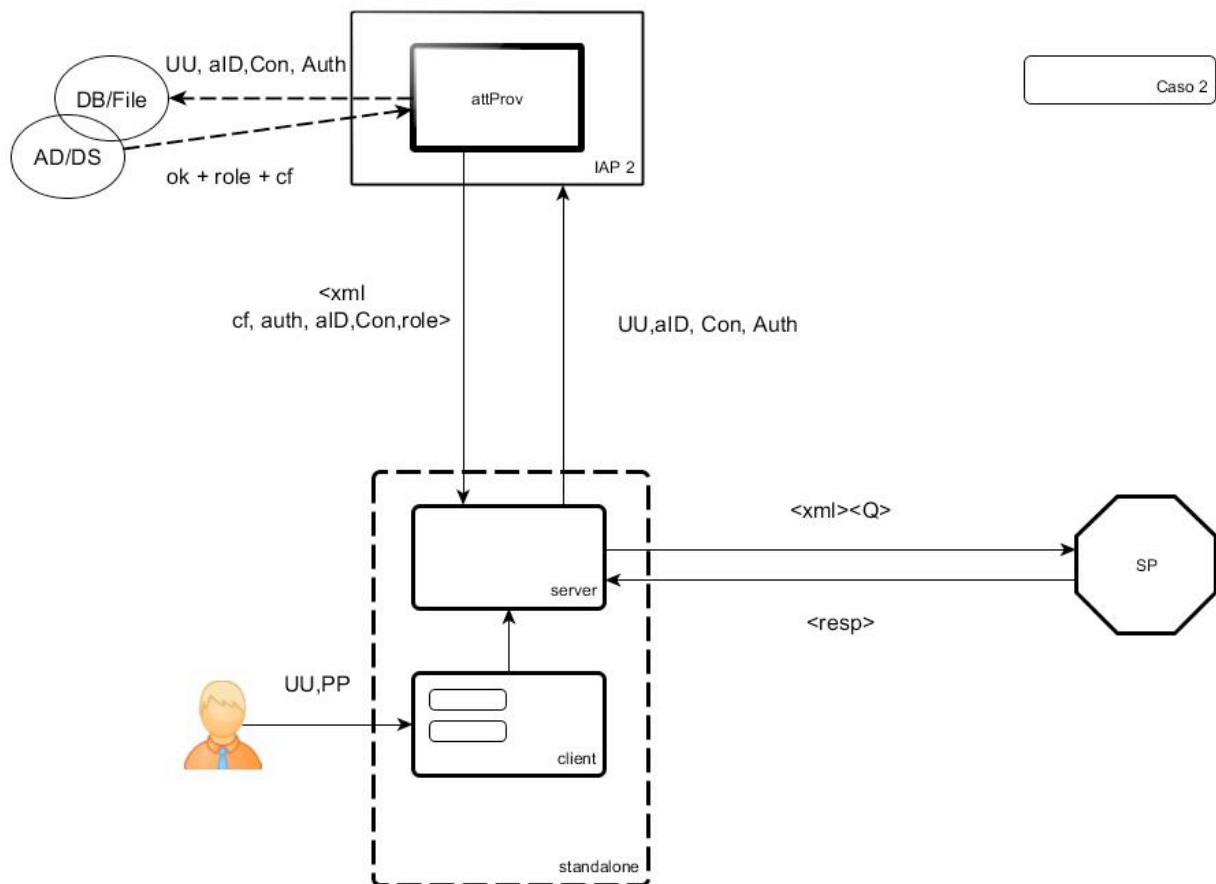 UU, aID,Con, Auth
DB/File
attProv
Caso 2
AD/DS
IAP 2
ok + role + cf
<xml
cf, auth, aID,Con,role>
UU,aID, Con, Auth
<xml><Q>
SP
server
<resp>
UU,PP
client
standalone